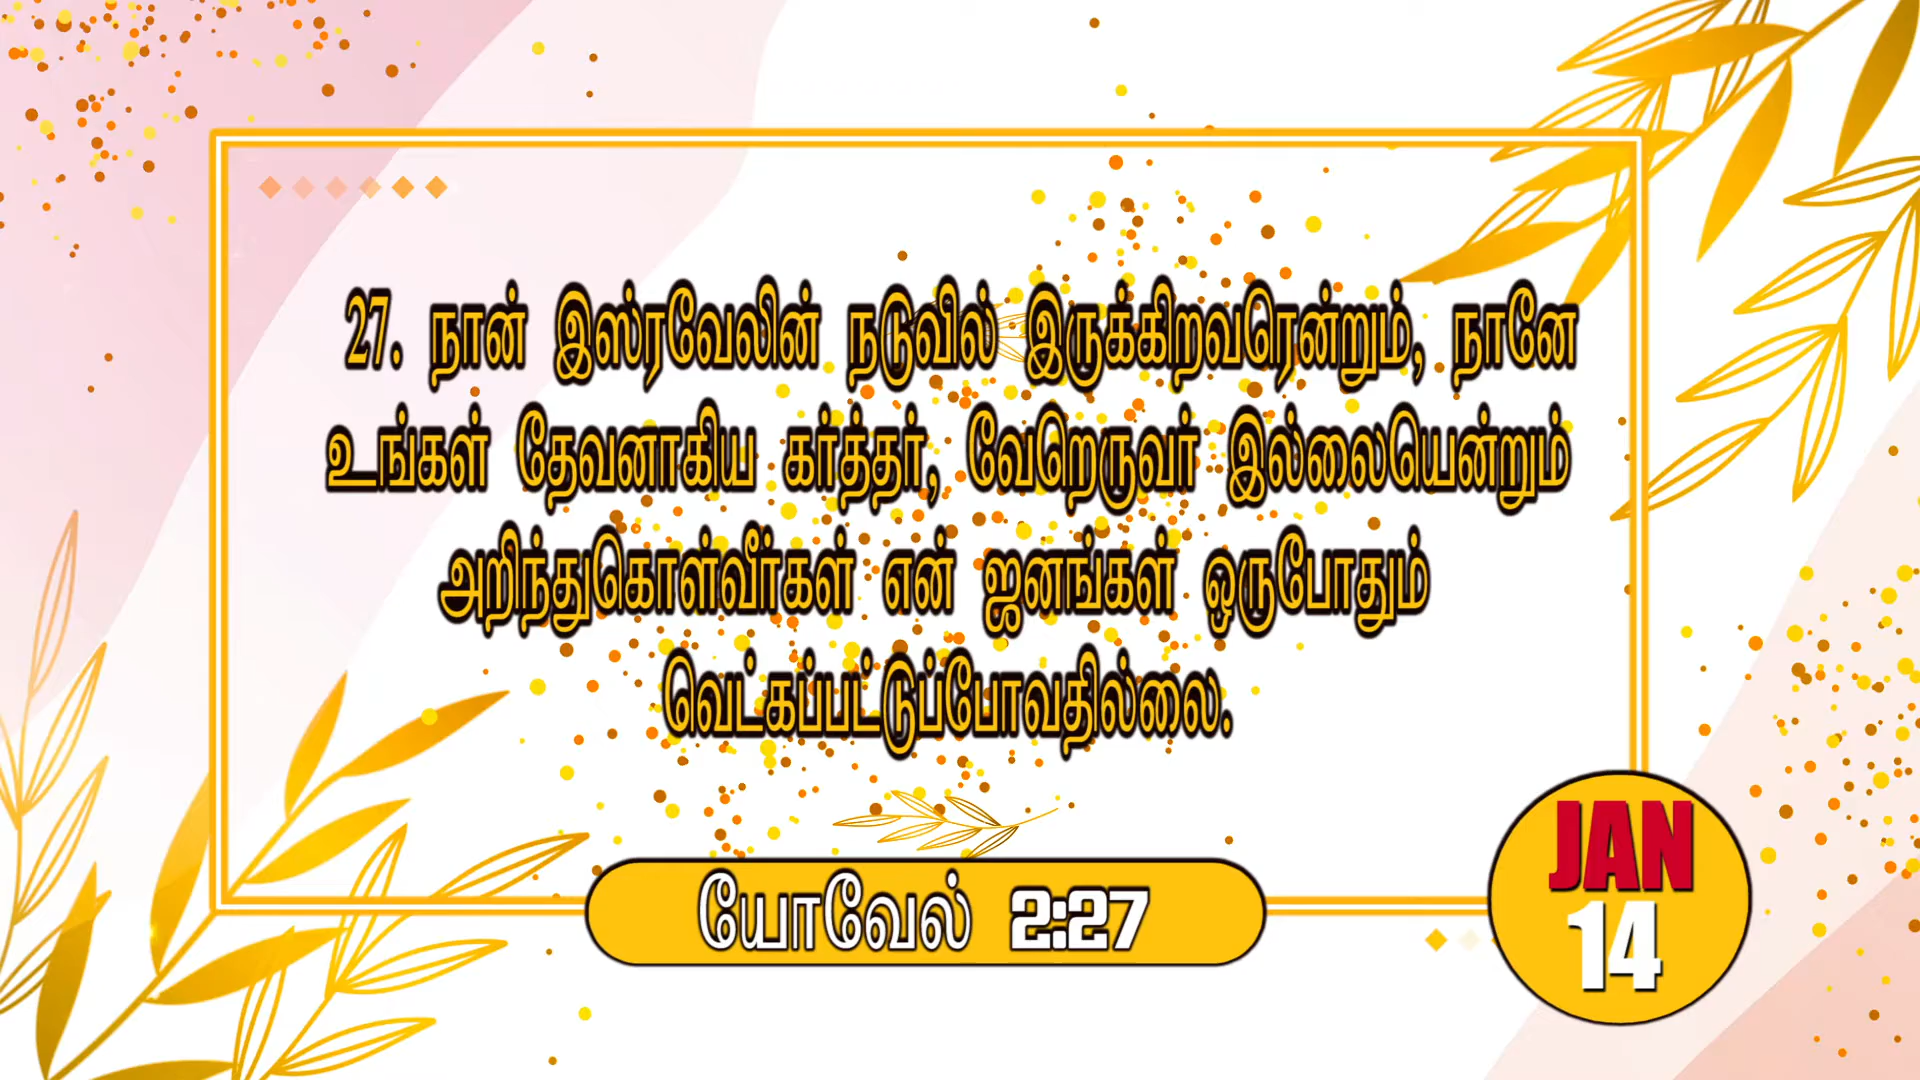 27. நான் இஸ்ரவேலின் நடுவில் இருக்கிறவரென்றும், நானே
உங்கள் தேவனாகிய கர்த்தர், வேறெருவர் இல்லையென்றும்
அறிந்துகொள்வீர்கள் என் ஜனங்கள் ஒருபோதும்
வெட்கப்பட்டுப்போவதில்லை.
யோவேல் 2:27
JAN
14